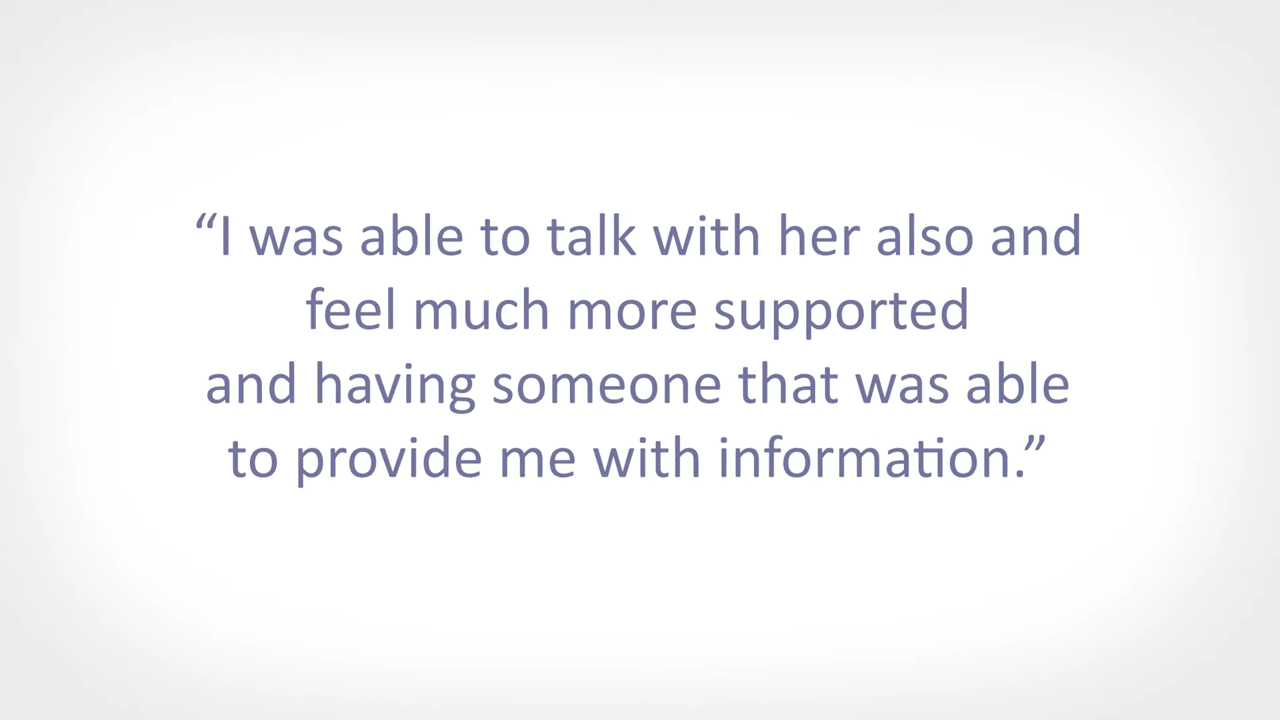 “I was able to talk with her also and
feel much more supported
and having someone that was able
to provide me with information.”